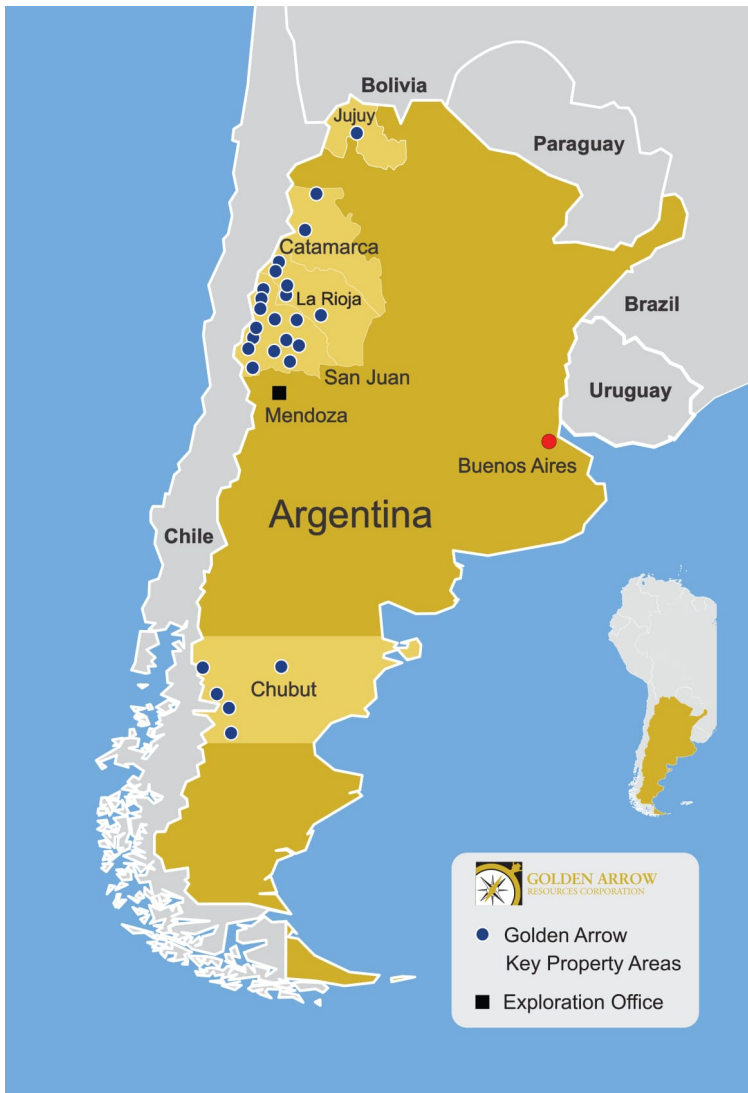 Bolivia
Jujuy
Paraguay
Catamarca
La Rioja
Brazil
San Juan
Uruguay
Mendoza
Buenos Aires
Argentina
Chile
Chubut
GOLDEN ARROW
RESOURCES CORPORATION
Golden Arrow
Key Property Areas
Exploration Office